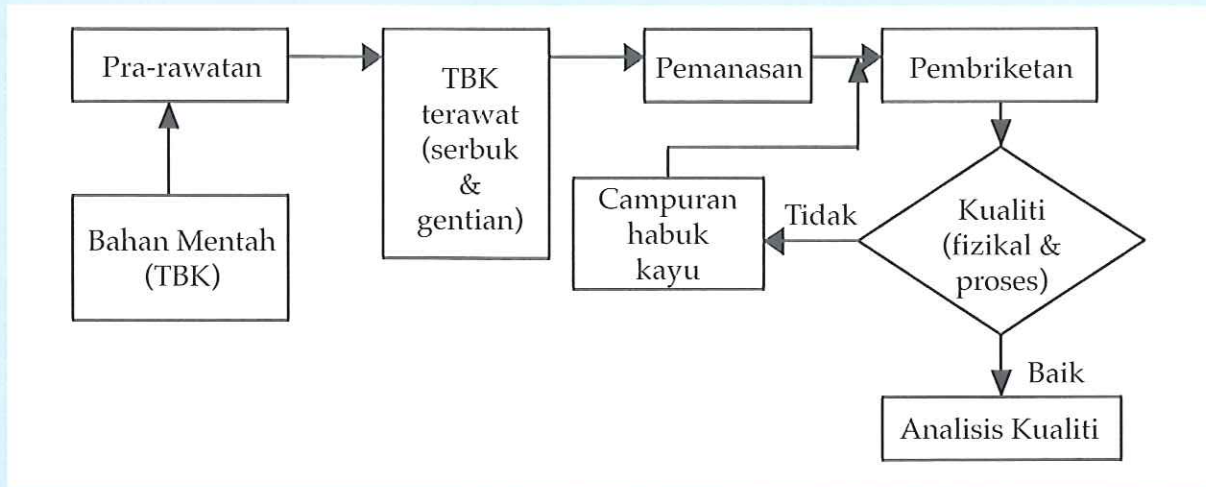 Pra-rawatan
Bahan Mentah
(TBK)
TBK
terawat
(serbuk
&
gentian)
Pemanasan
Pembriketan
Campuran
habuk
kayu
Tidak
Kualiti
(fizikal &
proses)
Baik
Analisis Kualiti